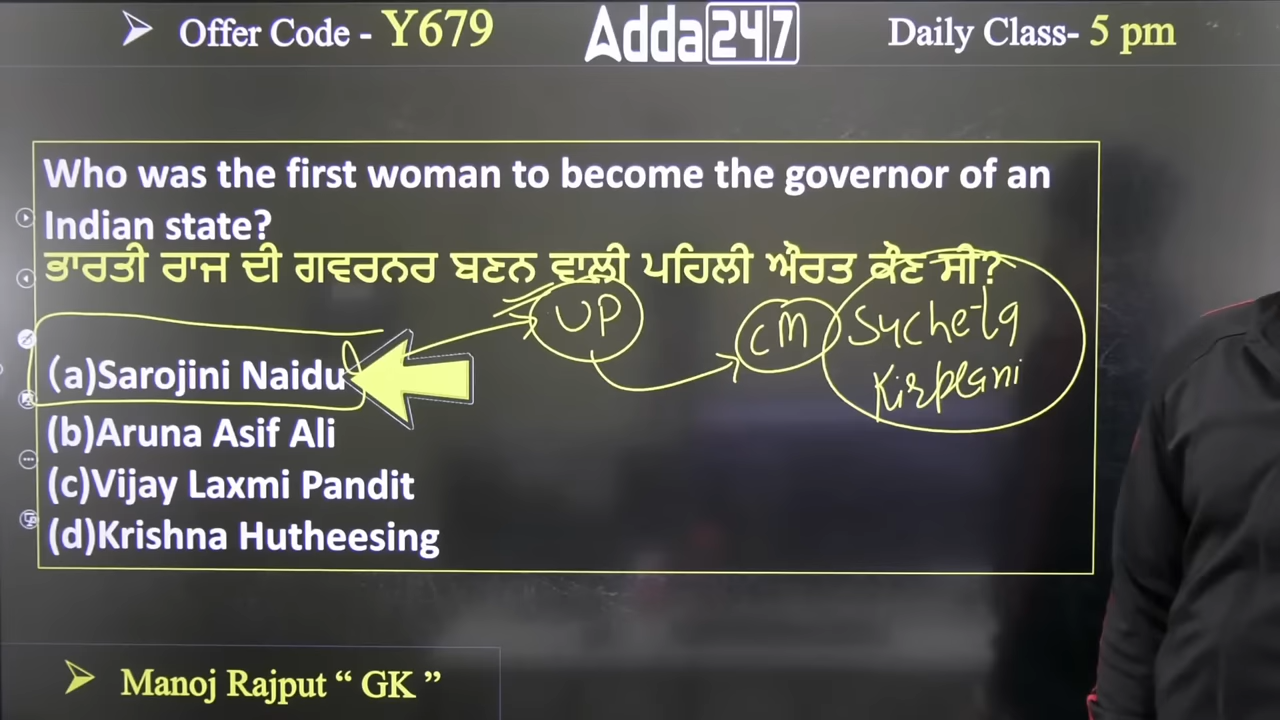 Offer Code - Y679
Adda247
Daily Class- 5 pm
Who was the first woman to become the governor of an
Indian state?
ਭਾਰਤੀ ਰਾਜ ਦੀ ਗਵਰਨਰ ਬਣਨ ਵਾਲੀ ਪਹਿਲੀ ਔਰਤ ਕੌਣ ਸੀ?
UP
CM
Sucheta
Kirplani
(a)Sarojini Naidu
(b)Aruna Asif Ali
(c)Vijay Laxmi Pandit
(d)Krishna Hutheesing
Manoj Rajput “ GK ”